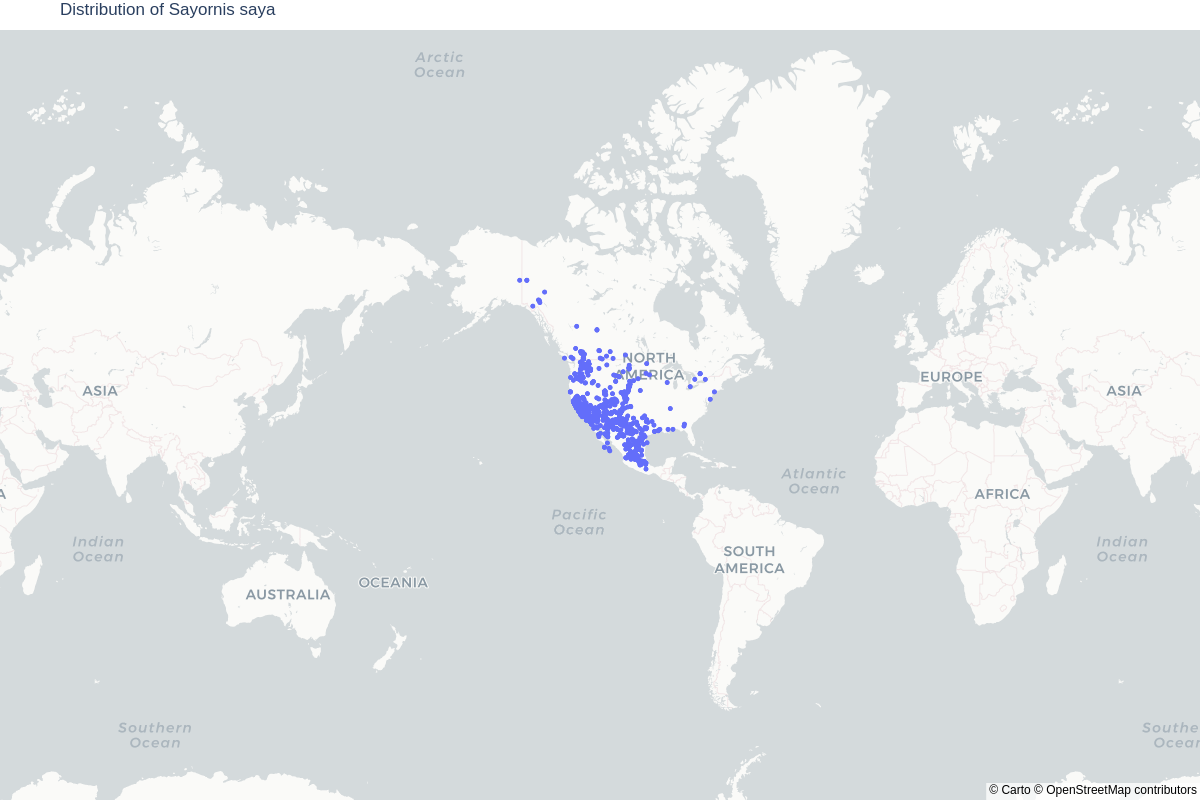 Distribution of Sayornis saya
Arctic
Ocean
NORTH
AMERICA
ASIA
EUROPE
ASIA
Atlantic
Ocean
A
AFRICA
Pacific
Ocean
Indian
Ocean
Indian
Ocean
SOUTH
AMERICA
OCEANIA
AUSTRALIA
Southern
Ocean
Southe
Ocean
© Carto © OpenStreetMap contributors